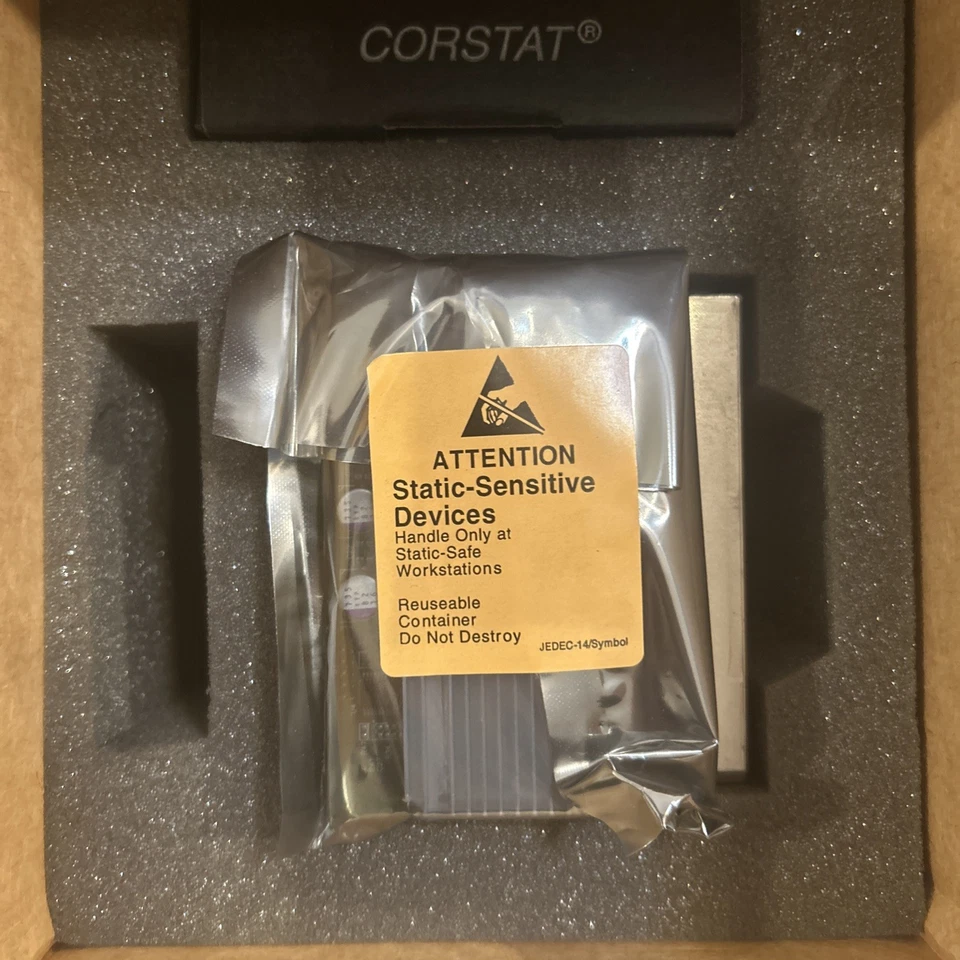 CORSTAT®
ATTENTION
Static-Sensitive
Devices
Handle Only at
Static-Safe
Workstations
Reuseable
Container
Do Not Destroy
JEDEC-14/Symbol